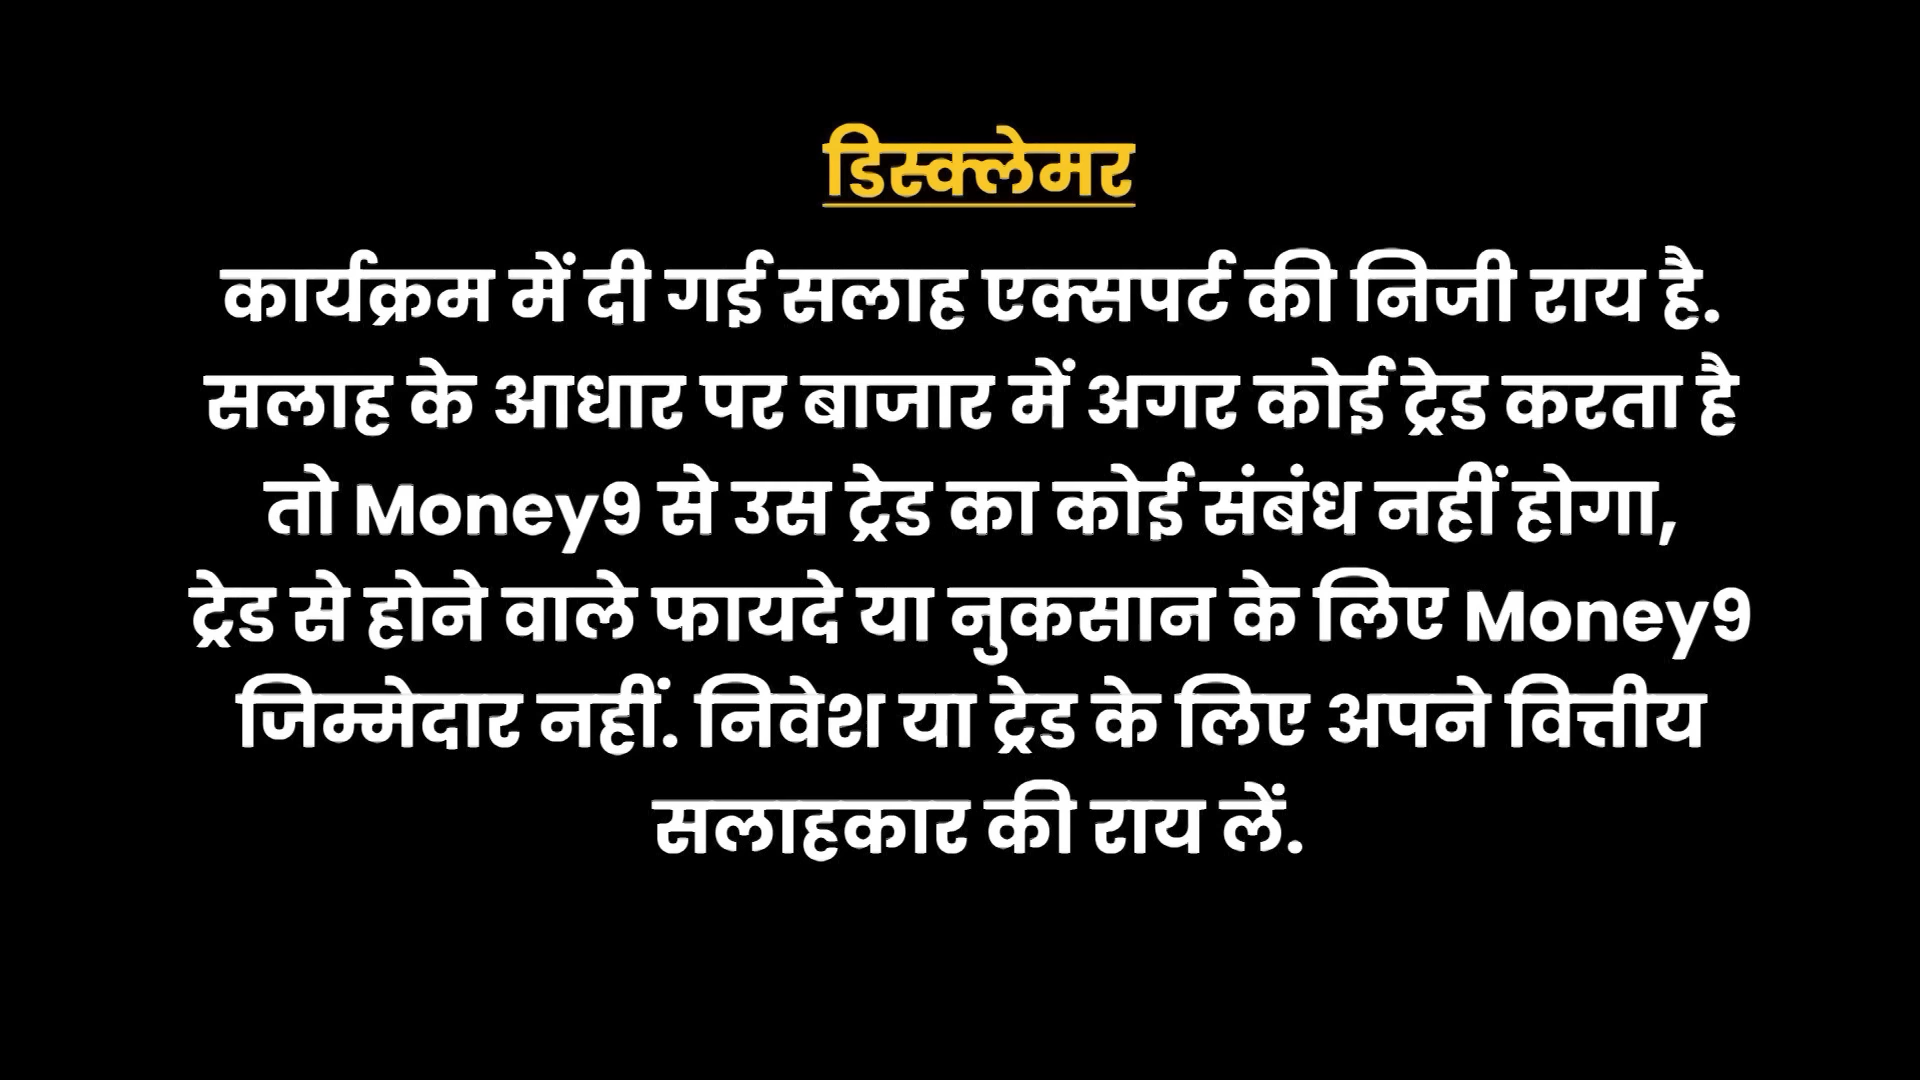 डिस्क्लेमर
कार्यक्रम में दी गई सलाह एक्सपर्ट की निजी राय है.
सलाह के आधार पर बाजार में अगर कोई ट्रेड करता है
तो Money9 से उस ट्रेड का कोई संबंध नहीं होगा,
ट्रेड से होने वाले फायदे या नुकसान के लिए Money9
जिम्मेदार नहीं. निवेश या ट्रेड के लिए अपने वित्तीय
सलाहकार की राय लें.